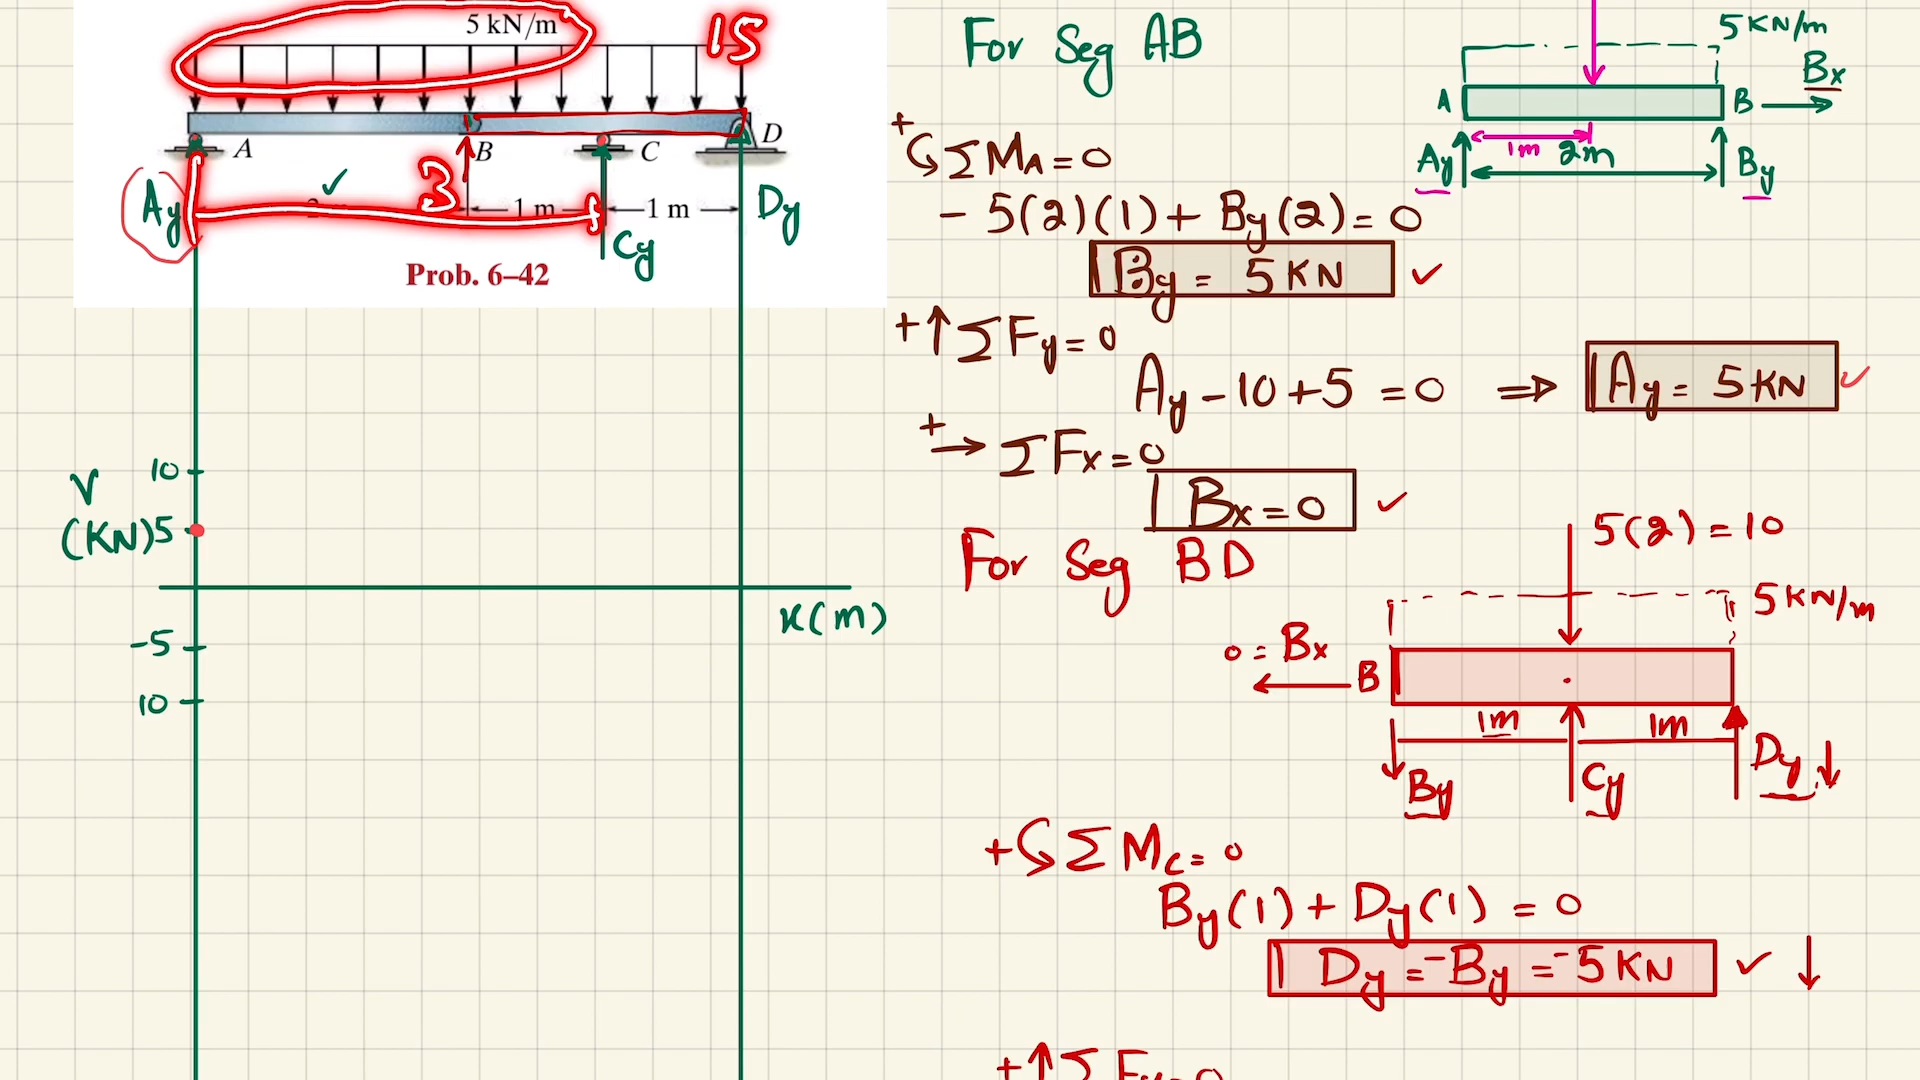 5 kN/m
15
A
B
C
D
3
1 m
1 m
Ay
Cy
Dy
Prob. 6–42
V
(KN)
10
5
-5
10
x(m)
For Seg AB
5KN/m
A
B
Bx
1m
2m
Ay
By
+
ΣMA=0
- 5(2)(1)+ By(2)=0
By = 5KN ✓
+↑ΣFy=0
Ay-10+5 =0 ⇒ Ay= 5KN ✓
+→ ΣFx=0
Bx=0 ✓
For Seg BD
5(2)=10
5KN/m
0=Bx
B
1m
1m
By
Cy
Dy ↓
+ΣMc=0
By(1)+Dy(1) =0
Dy=-By=-5KN ✓ ↓
+↑ΣFy=0